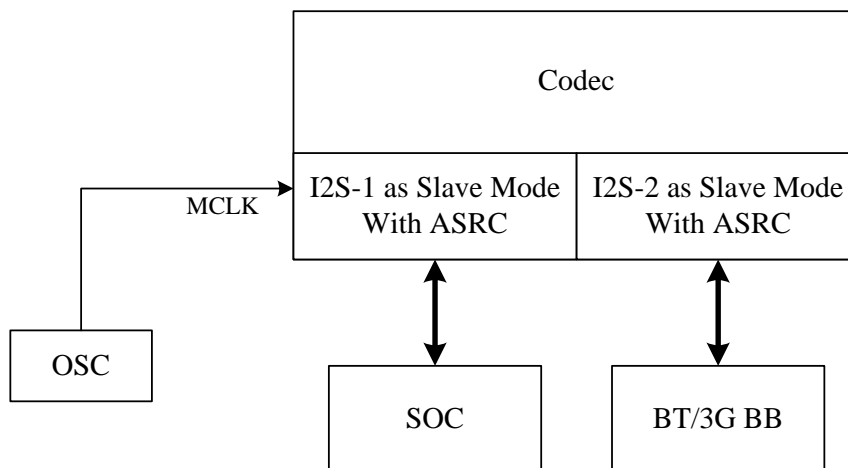 Codec
I2S-1 as Slave Mode
With ASRC
I2S-2 as Slave Mode
With ASRC
MCLK
OSC
SOC
BT/3G BB